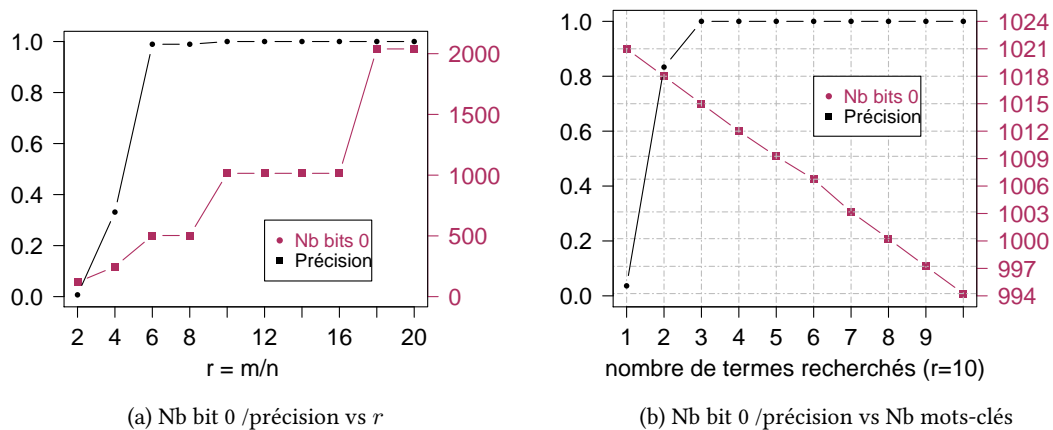 1.0
0.8
0.6
0.4
0.2
0.0
2000
1500
1000
500
0
Nb bits 0
Précision
2 4 6 8 12 16 20
r = m/n
(a) Nb bit 0 /précision vs r
1.0
0.8
0.6
0.4
0.2
0.0
1024
1021
1018
1015
1012
1009
1006
1003
1000
997
994
Nb bits 0
Précision
1 2 3 4 5 6 7 8 9
nombre de termes recherchés (r=10)
(b) Nb bit 0 /précision vs Nb mots-clés